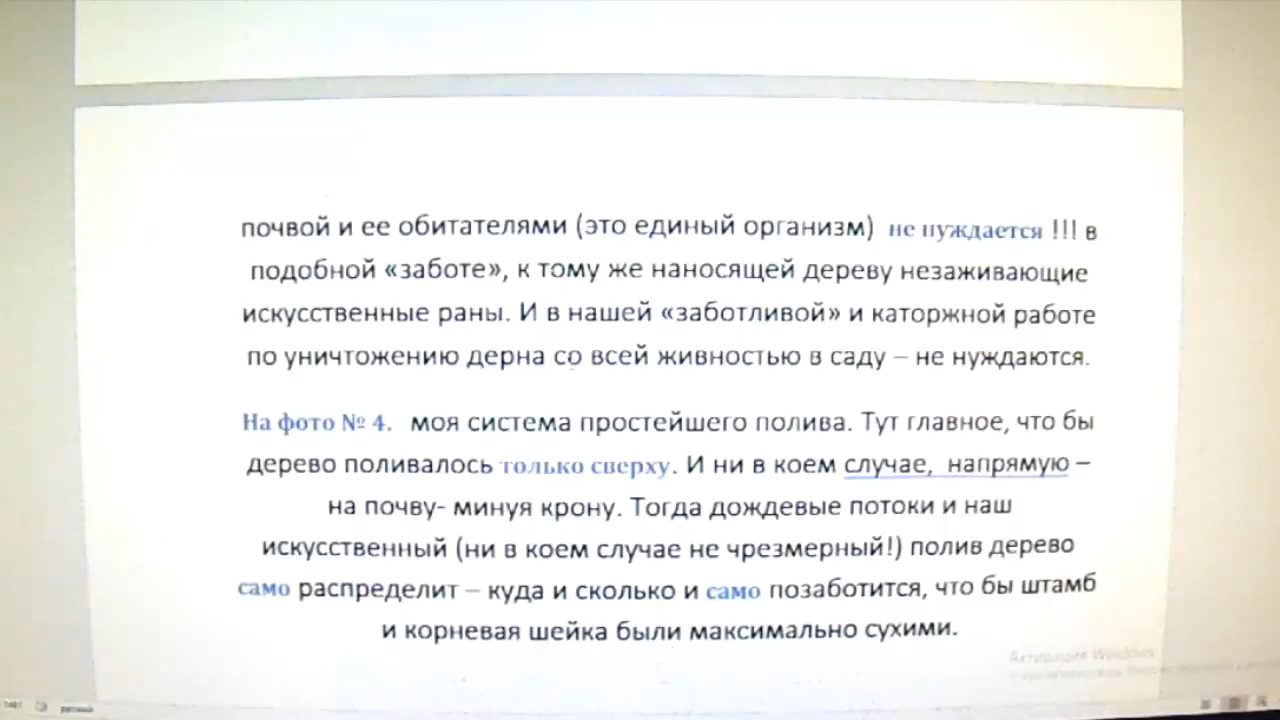 почвой и ее обитателями (это единый организм) не нуждается !!! в
подобной «заботе», к тому же наносящей дереву незаживающие
искусственные раны. И в нашей «заботливой» и каторжной работе
по уничтожению дерна со всей живностью в саду – не нуждаются.
На фото № 4. моя система простейшего полива. Тут главное, что бы
дерево поливалось только сверху. И ни в коем случае, напрямую –
на почву- минуя крону. Тогда дождевые потоки и наш
искусственный (ни в коем случае не чрезмерный!) полив дерево
само распределит – куда и сколько и само позаботится, что бы штамб
и корневая шейка были максимально сухими.
Активация Windows
русский